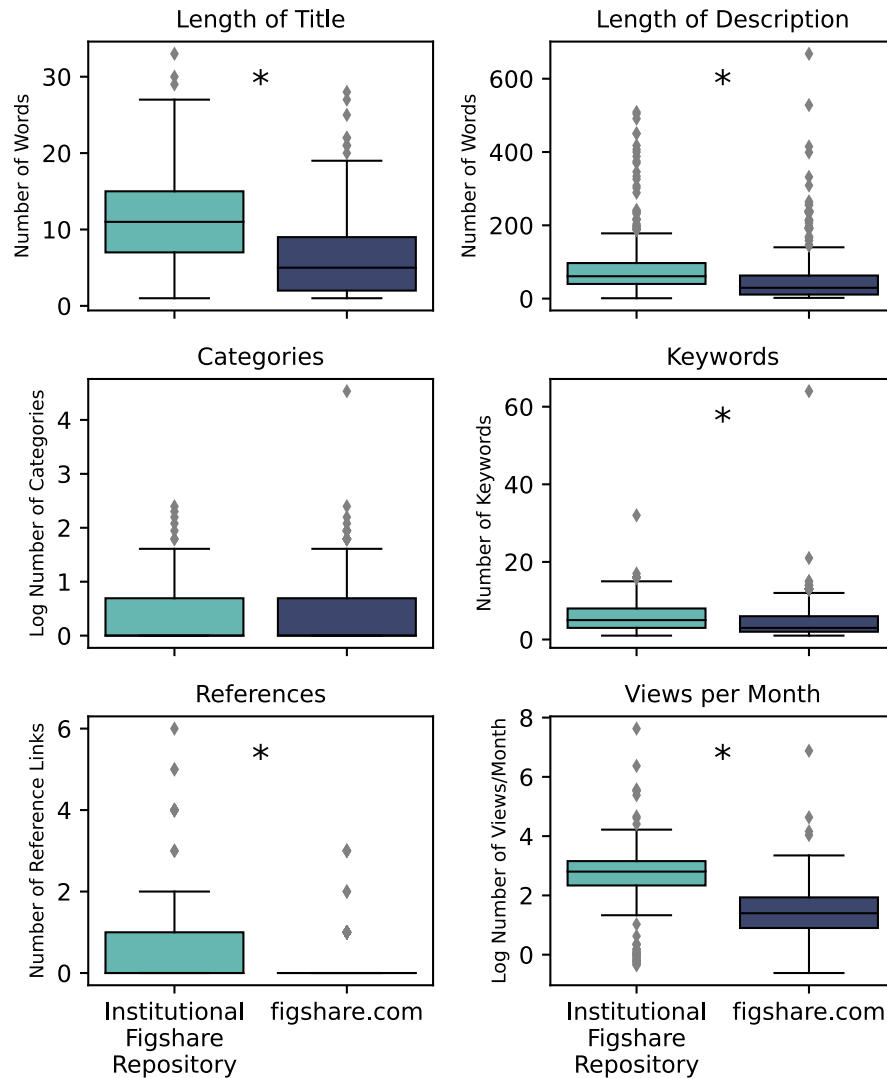 Length of Title
Number of Words
30
20
10
0
*
Length of Description
Number of Words
600
400
200
0
*
Categories
Log Number of Categories
4
3
2
1
0
Keywords
Number of Keywords
60
40
20
0
*
References
Number of Reference Links
6
4
2
0
*
Views per Month
Log Number of Views/Month
8
6
4
2
0
*
Institutional
Figshare
Repository
figshare.com
Institutional
Figshare
Repository
figshare.com